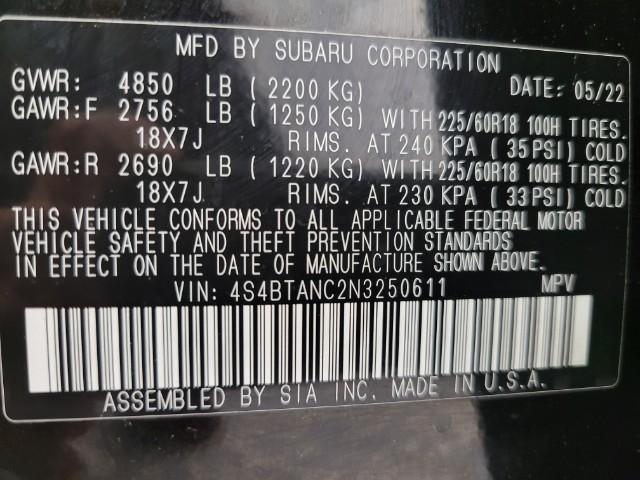 MFD BY SUBARU CORPORATION
GVWR: 4850 LB (2200 KG) DATE: 05/22
GAWR:F 2756 LB (1250 KG) WITH 225/60R18 100H TIRES.
18X7J RIMS. AT 240 KPA (35 PSI) COLD
GAWR:R 2690 LB (1220 KG) WITH 225/60R18 100H TIRES.
18X7J RIMS. AT 230 KPA (33 PSI) COLD
THIS VEHICLE CONFORMS TO ALL APPLICABLE FEDERAL MOTOR
VEHICLE SAFETY AND THEFT PREVENTION STANDARDS
IN EFFECT ON THE DATE OF MANUFACTURE SHOWN ABOVE.
VIN: 4S4BTANC2N3250611 MPV
ASSEMBLED BY SIA INC. MADE IN U.S.A.